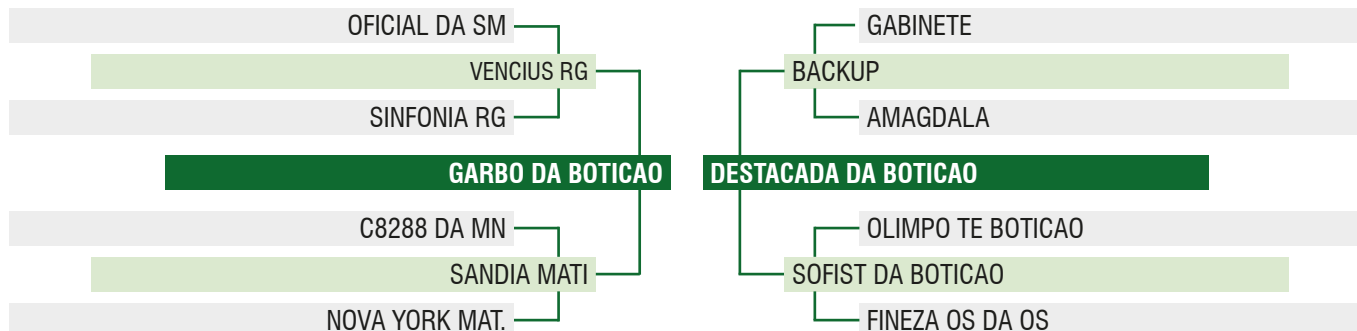 OFICIAL DA SM
VENCIUS RG
SINFONIA RG
GARBO DA BOTICAO
C8288 DA MN
SANDIA MATI
NOVA YORK MAT.
GABINETE
BACKUP
AMAGDALA
DESTACADA DA BOTICAO
OLIMPO TE BOTICAO
SOFIST DA BOTICAO
FINEZA OS DA OS